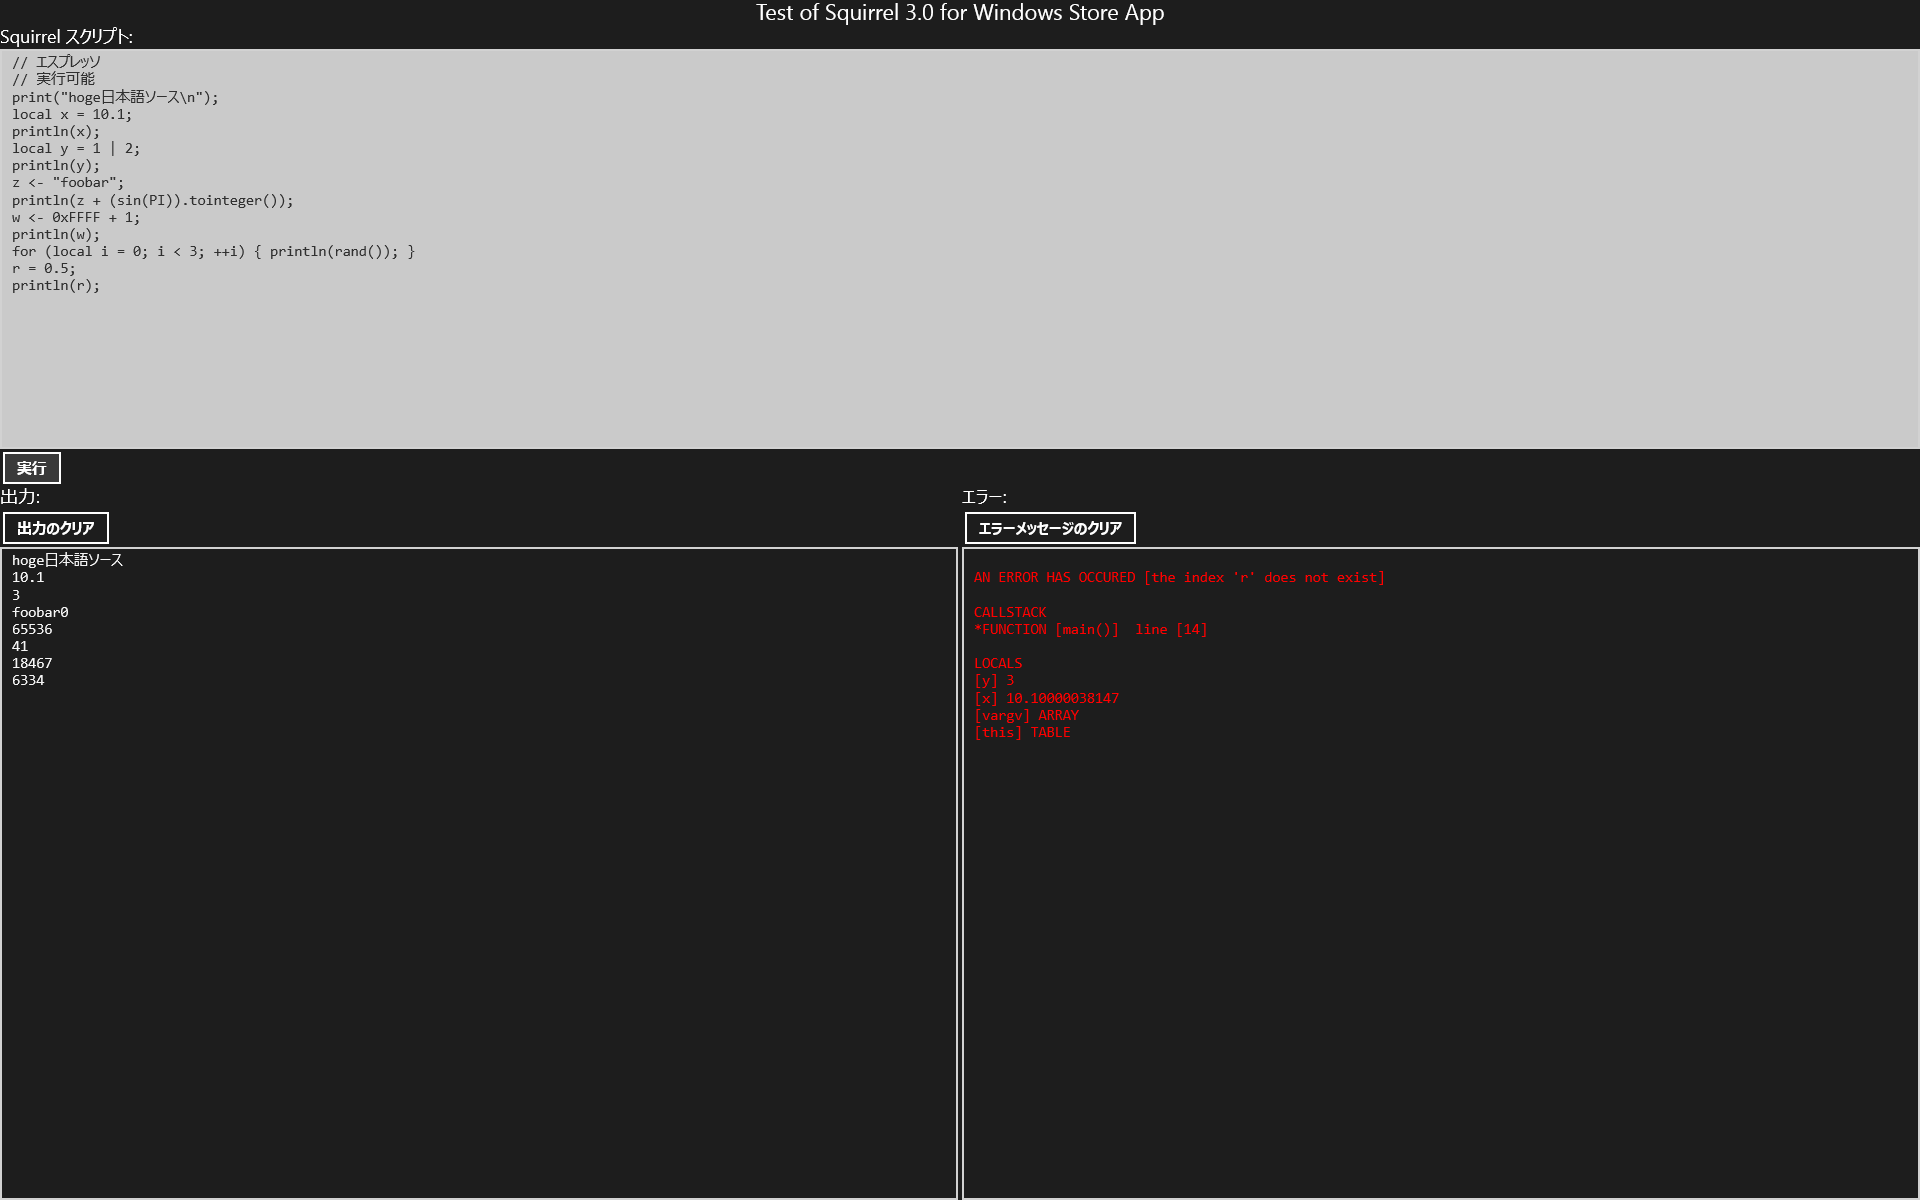 Test of Squirrel 3.0 for Windows Store App
Squirrel スクリプト:
// エスプレッソ
// 実行可能
print("hoge日本語ソース\n");
local x = 10.1;
println(x);
local y = 1 | 2;
println(y);
z <- "foobar";
println(z + (sin(PI)).tointeger());
w <- 0xFFFF + 1;
println(w);
for (local i = 0; i < 3; ++i) { println(rand()); }
r = 0.5;
println(r);
実行
出力:
出力のクリア
hoge日本語ソース
10.1
3
foobar0
65536
41
18467
6334
エラー:
エラーメッセージのクリア
AN ERROR HAS OCCURED [the index 'r' does not exist]
CALLSTACK
*FUNCTION [main()]  line [14]
LOCALS
[y] 3
[x] 10.10000038147
[vargv] ARRAY
[this] TABLE